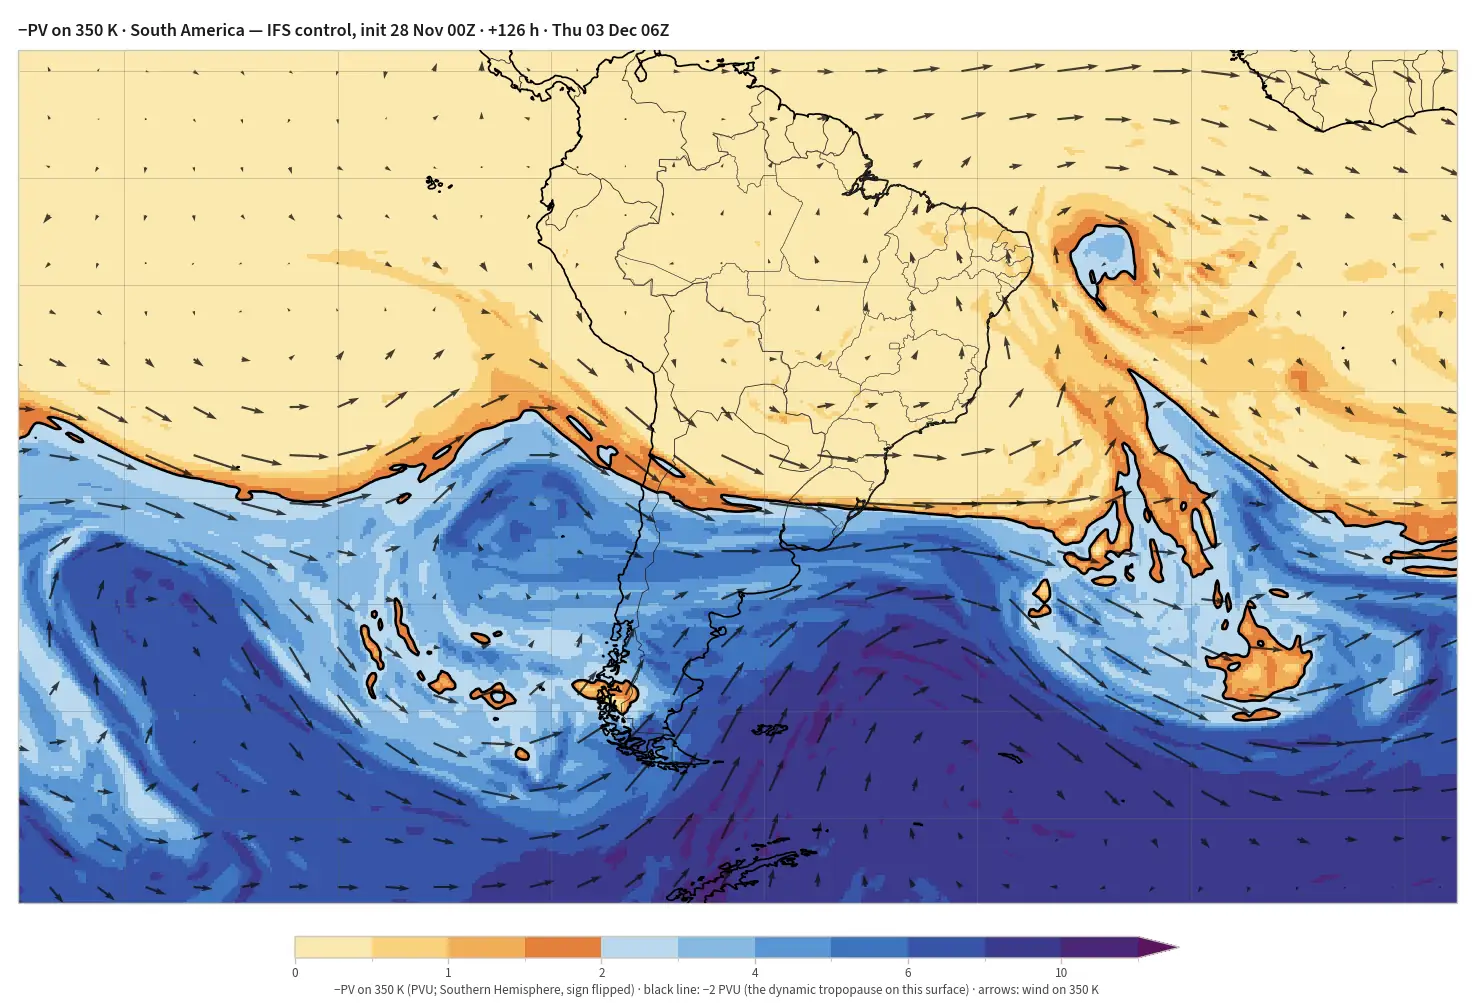 −PV on 350 K · South America — IFS control, init 28 Nov 00Z · +126 h · Thu 03 Dec 06Z
0 1 2 4 6 10
−PV on 350 K (PVU; Southern Hemisphere, sign flipped) · black line: −2 PVU (the dynamic tropopause on this surface) · arrows: wind on 350 K